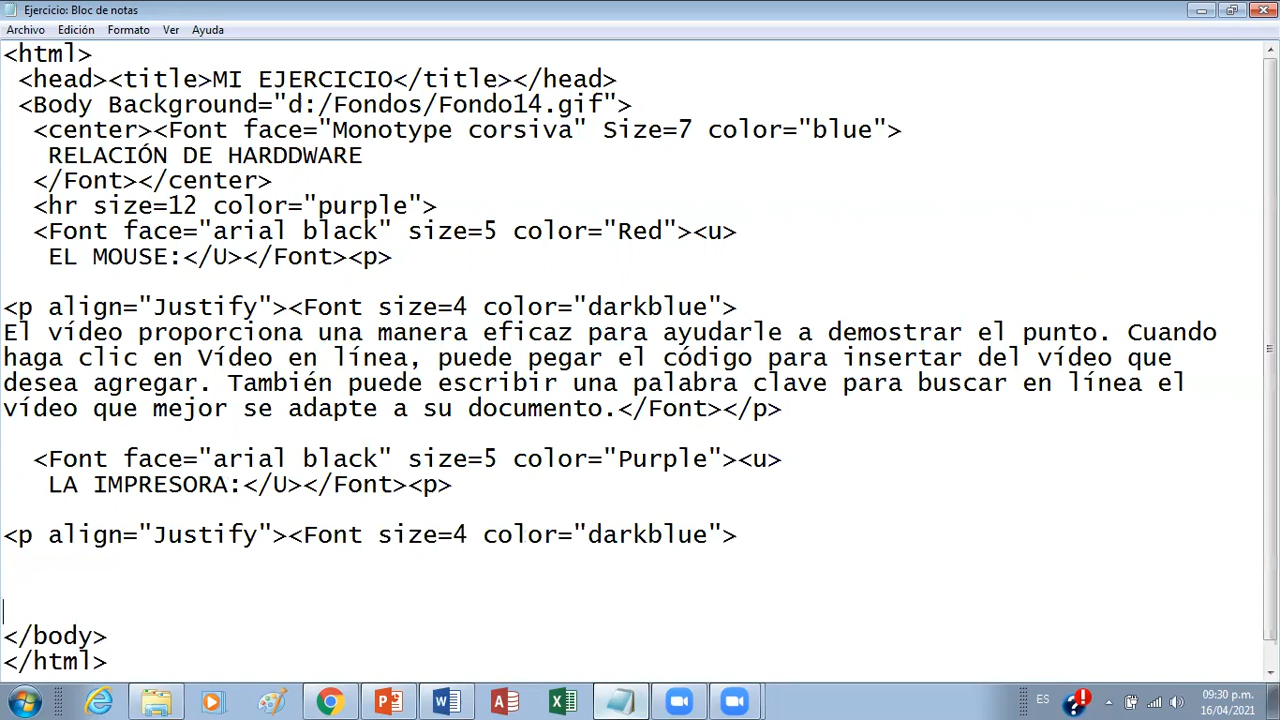 Ejercicio: Bloc de notas
Archivo Edición Formato Ver Ayuda
<html>
<head><title>MI EJERCICIO</title></head>
<Body Background="d:/Fondos/Fondo14.gif">
<center><Font face="Monotype corsiva" Size=7 color="blue">
RELACIÓN DE HARDDWARE
</Font></center>
<hr size=12 color="purple">
<Font face="arial black" size=5 color="Red"><u>
EL MOUSE:</U></Font><p>
<p align="Justify"><Font size=4 color="darkblue">
El vídeo proporciona una manera eficaz para ayudarle a demostrar el punto. Cuando
haga clic en Vídeo en línea, puede pegar el código para insertar del vídeo que
desea agregar. También puede escribir una palabra clave para buscar en línea el
vídeo que mejor se adapte a su documento.</Font></p>
<Font face="arial black" size=5 color="Purple"><u>
LA IMPRESORA:</U></Font><p>
<p align="Justify"><Font size=4 color="darkblue">
</body>
</html>
ES
09:30 p.m.
16/04/2021